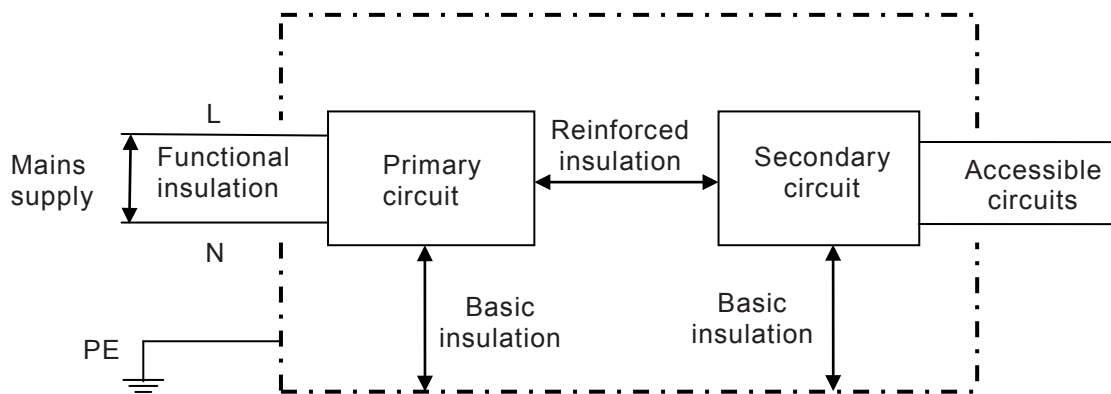 L
Mains
supply
Functional
insulation
N
PE
Primary
circuit
Reinforced
insulation
Secondary
circuit
Accessible
circuits
Basic
insulation
Basic
insulation